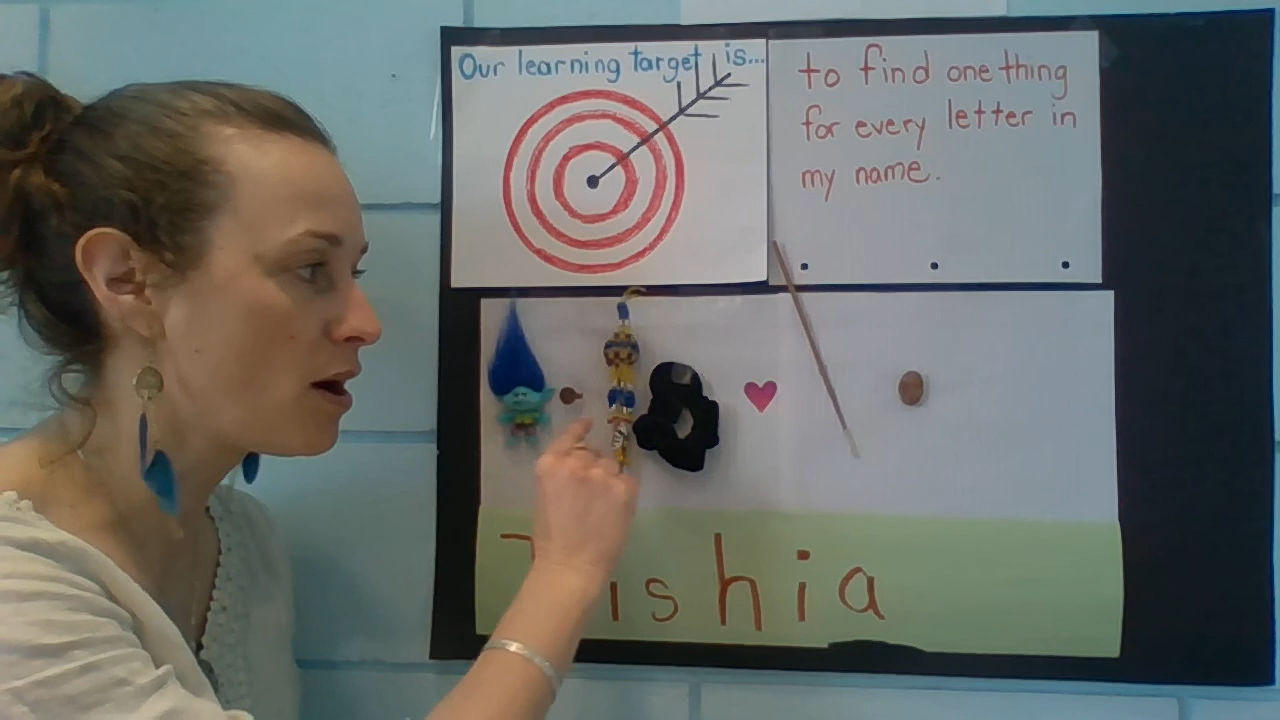 Our learning target is...
to find one thing
for every letter in
my name.
ishia